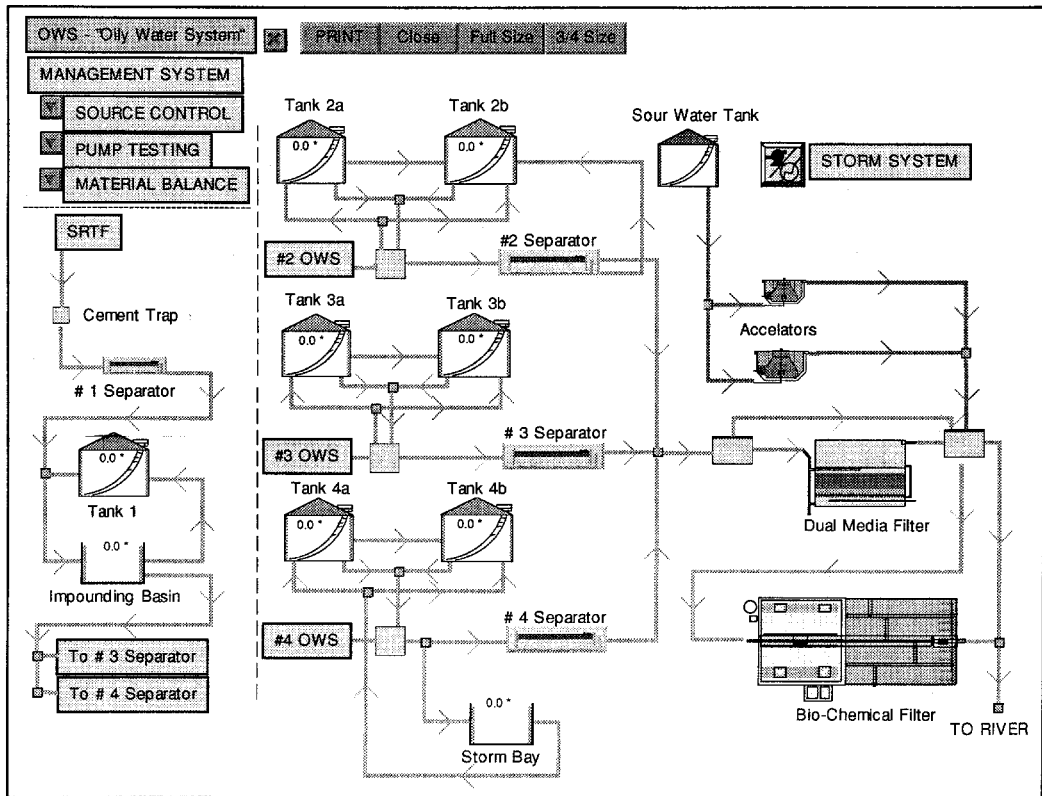 OWS - "Oily Water System"
PRINT
Close
Full Size
3/4 Size
MANAGEMENT SYSTEM
SOURCE CONTROL
PUMP TESTING
MATERIAL BALANCE
SRTF
Cement Trap
# 1 Separator
0.0 *
Tank 1
0.0 *
Impounding Basin
To # 3 Separator
To # 4 Separator
Tank 2a
Tank 2b
0.0 *
0.0 *
#2 OWS
#2 Separator
Tank 3a
Tank 3b
0.0 *
0.0 *
#3 OWS
# 3 Separator
Tank 4a
Tank 4b
0.0 *
0.0 *
#4 OWS
# 4 Separator
0.0 *
Storm Bay
Sour Water Tank
STORM SYSTEM
Accelators
Dual Media Filter
Bio-Chemical Filter
TO RIVER